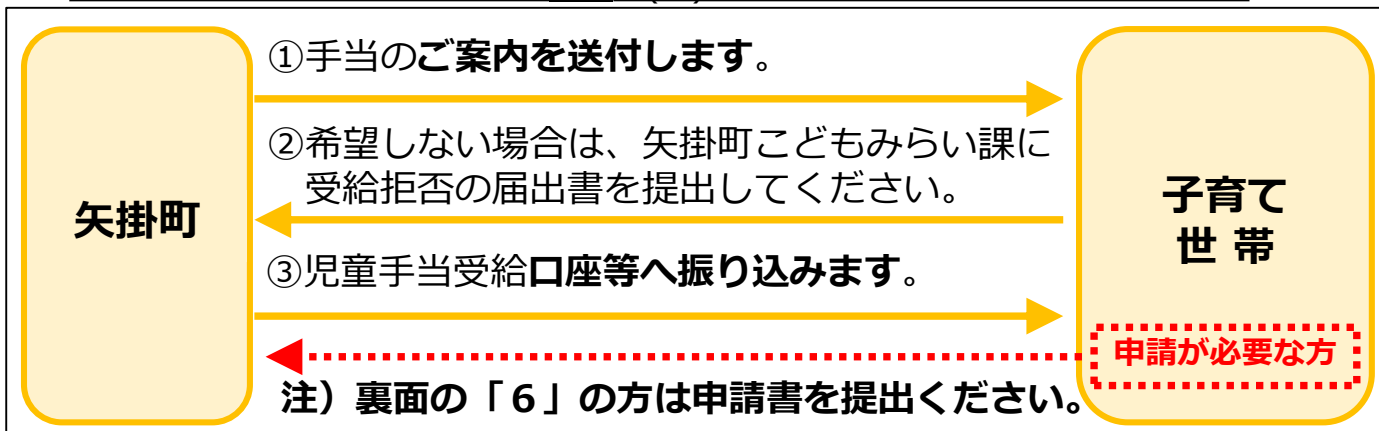 ①手当のご案内を送付します。
②希望しない場合は、矢掛町こどもみらい課に
受給拒否の届出書を提出してください。
矢掛町
子育て
世 帯
③児童手当受給口座等へ振り込みます。
申請が必要な方
注）裏面の「６」の方は申請書を提出ください。